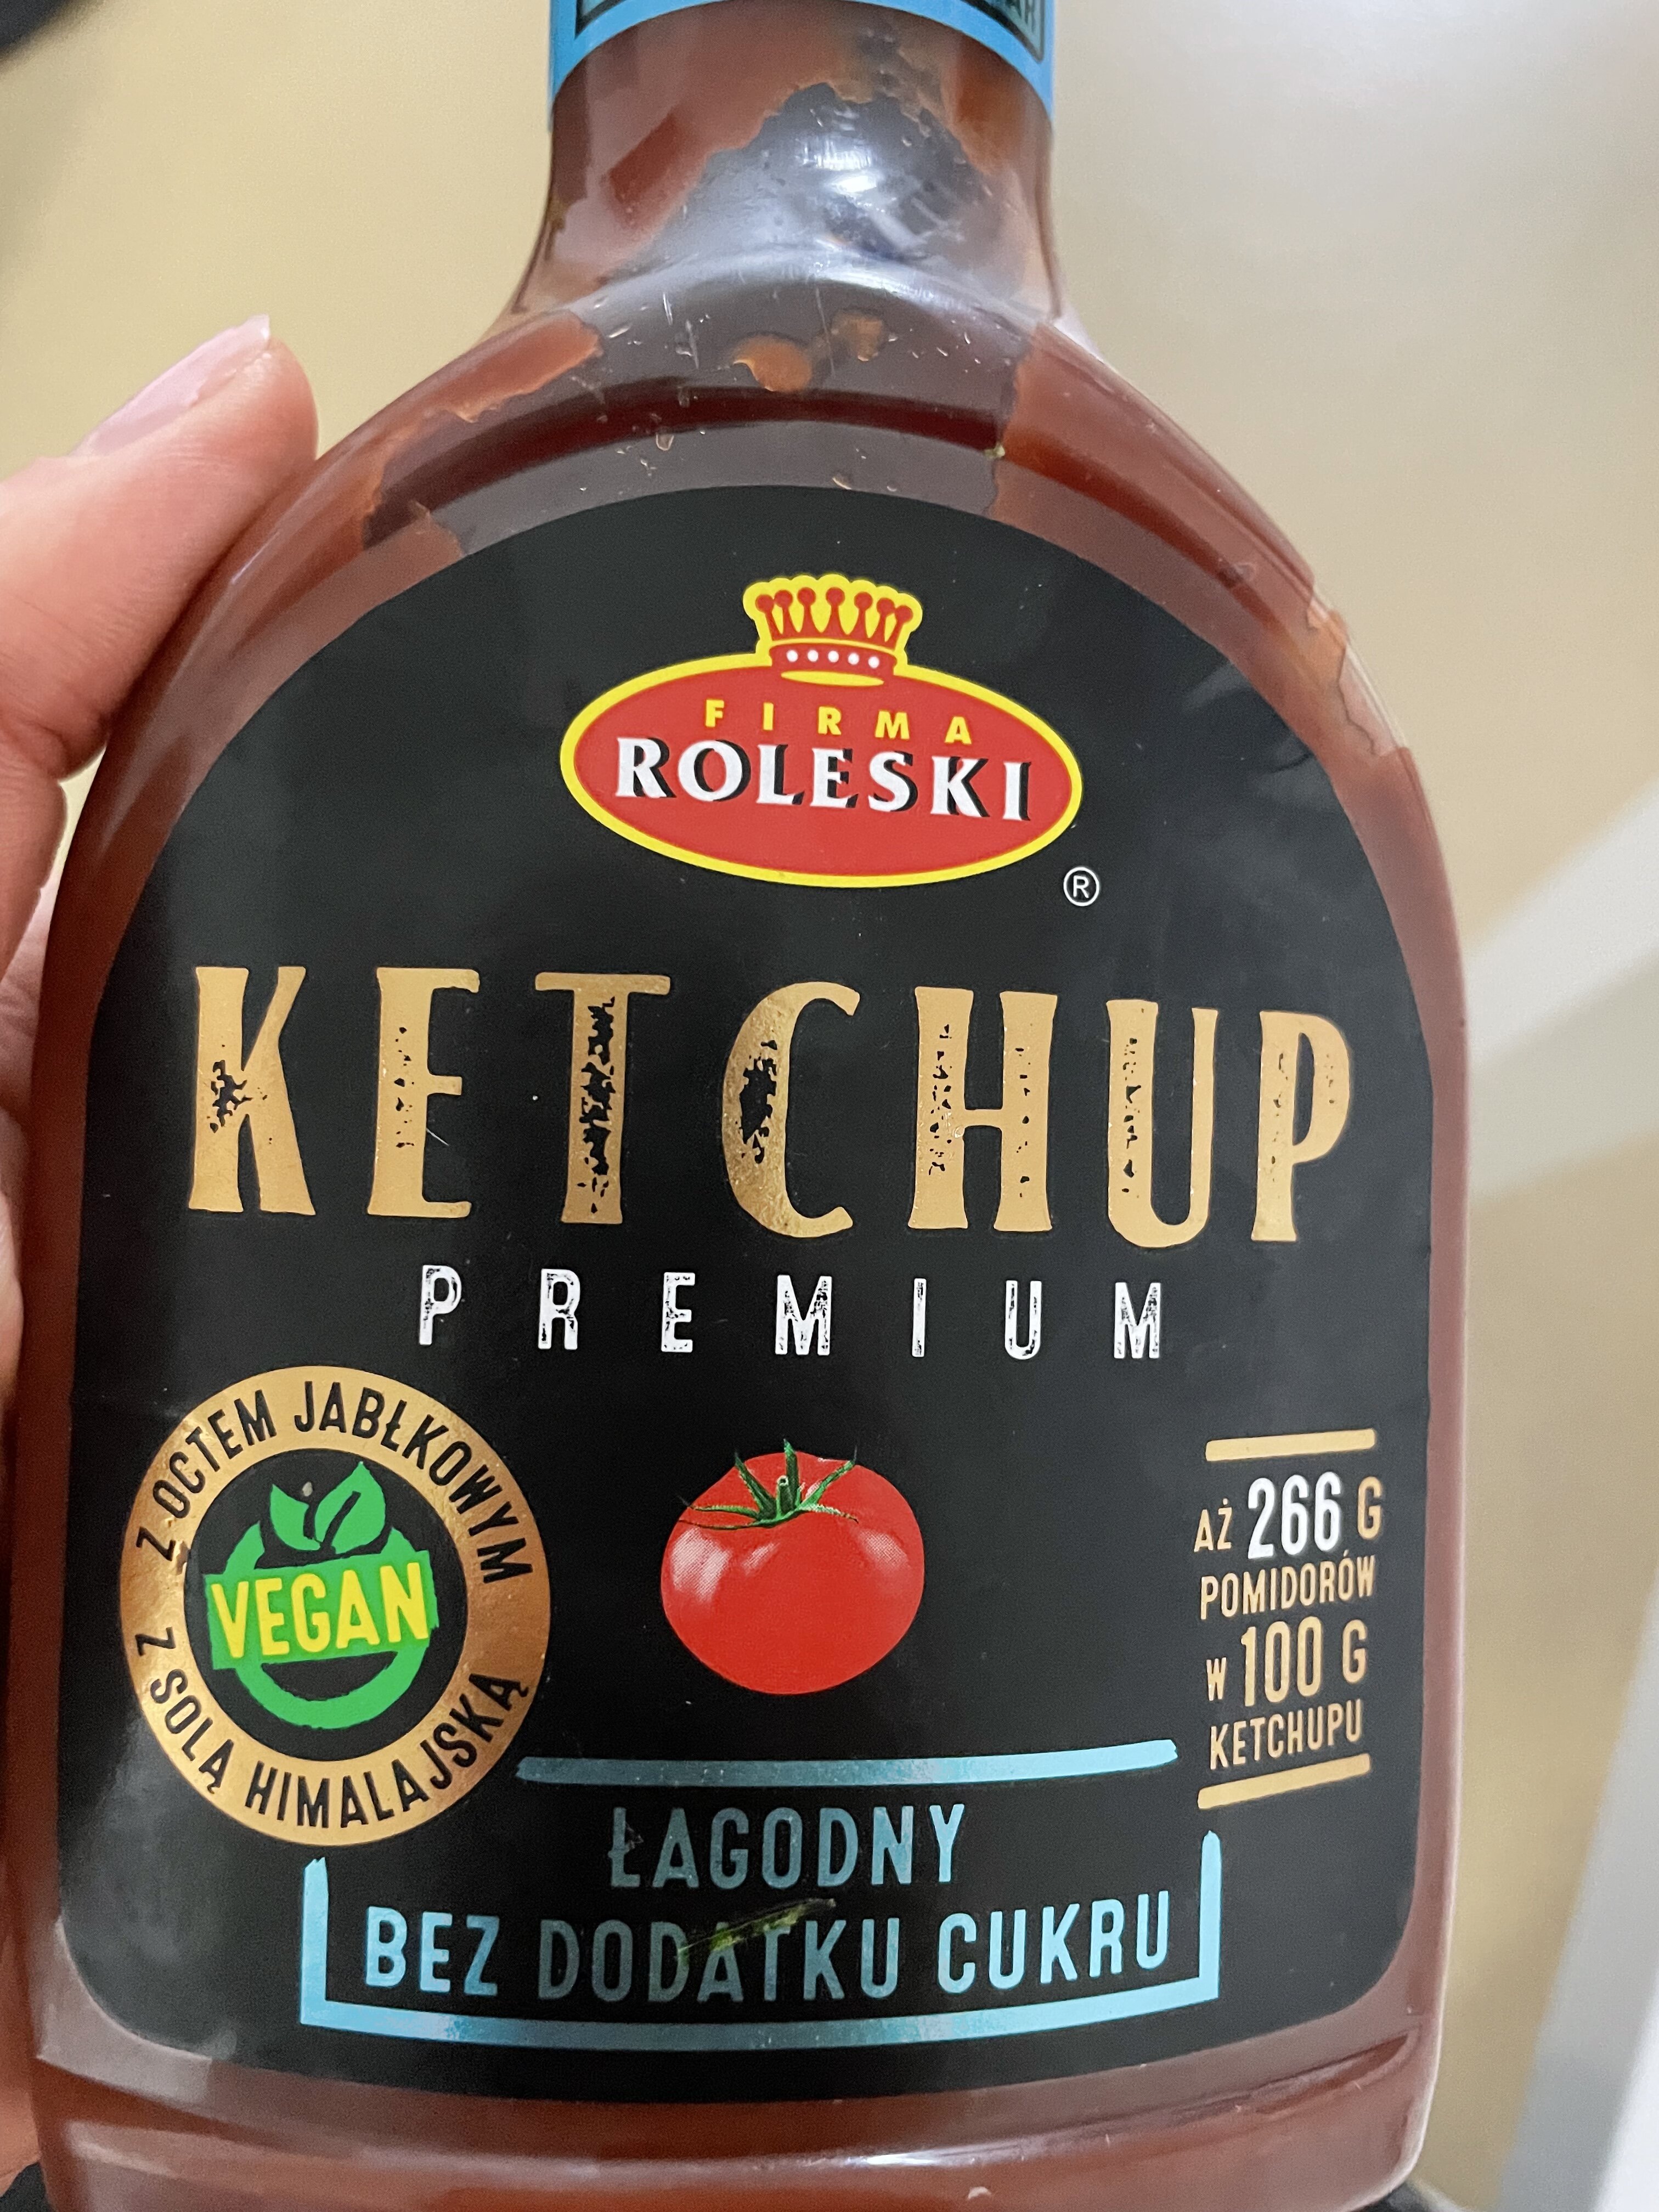 FIRMA
ROLESKI
®
KETCHUP
PREMIUM
Z OCTEM JABŁKOWYM
VEGAN
Z SOLĄ HIMALAJSKĄ
AŻ 266 G
POMIDORÓW
W 100 G
KETCHUPU
ŁAGODNY
BEZ DODATKU CUKRU